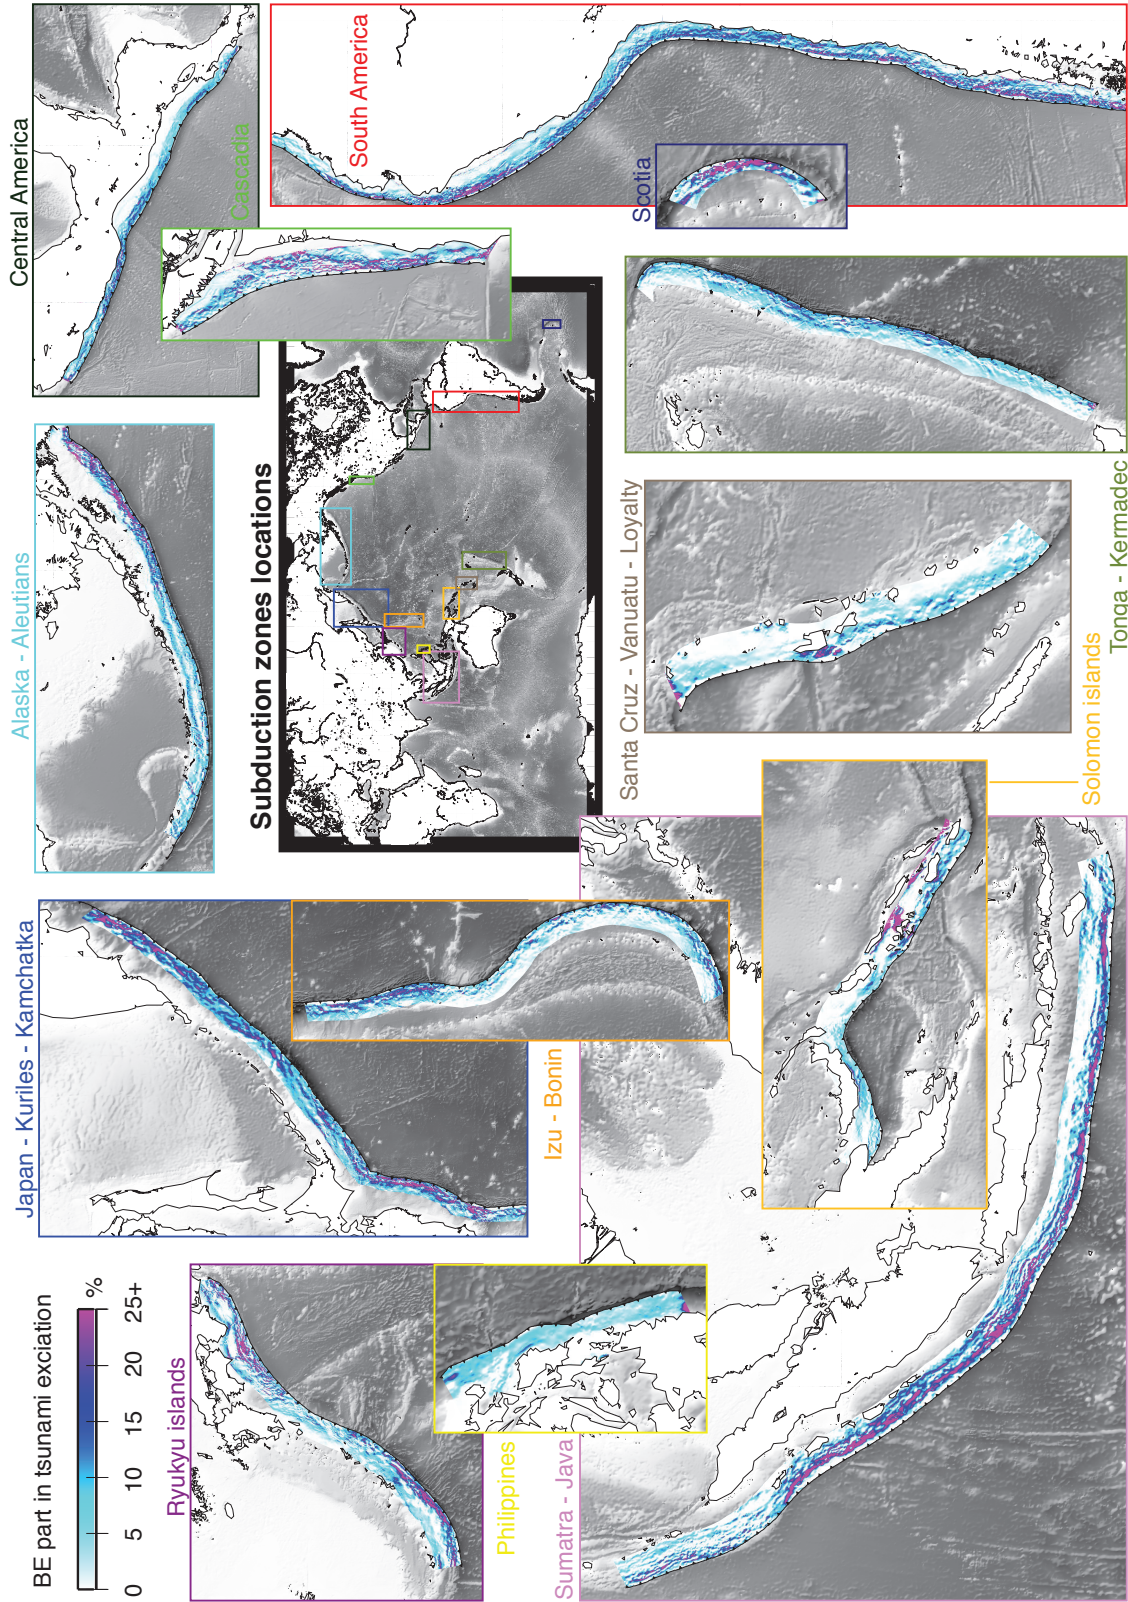 BE part in tsunami exciation
%
0 5 10 15 20 25+
Japan - Kuriles - Kamchatka
Alaska - Aleutians
Central America
Ryukyu islands
Cascadia
Subduction zones locations
South America
Philippines
Izu - Bonin
Sumatra - Java
Santa Cruz - Vanuatu - Loyalty
Scotia
Solomon islands
Tonga - Kermadec